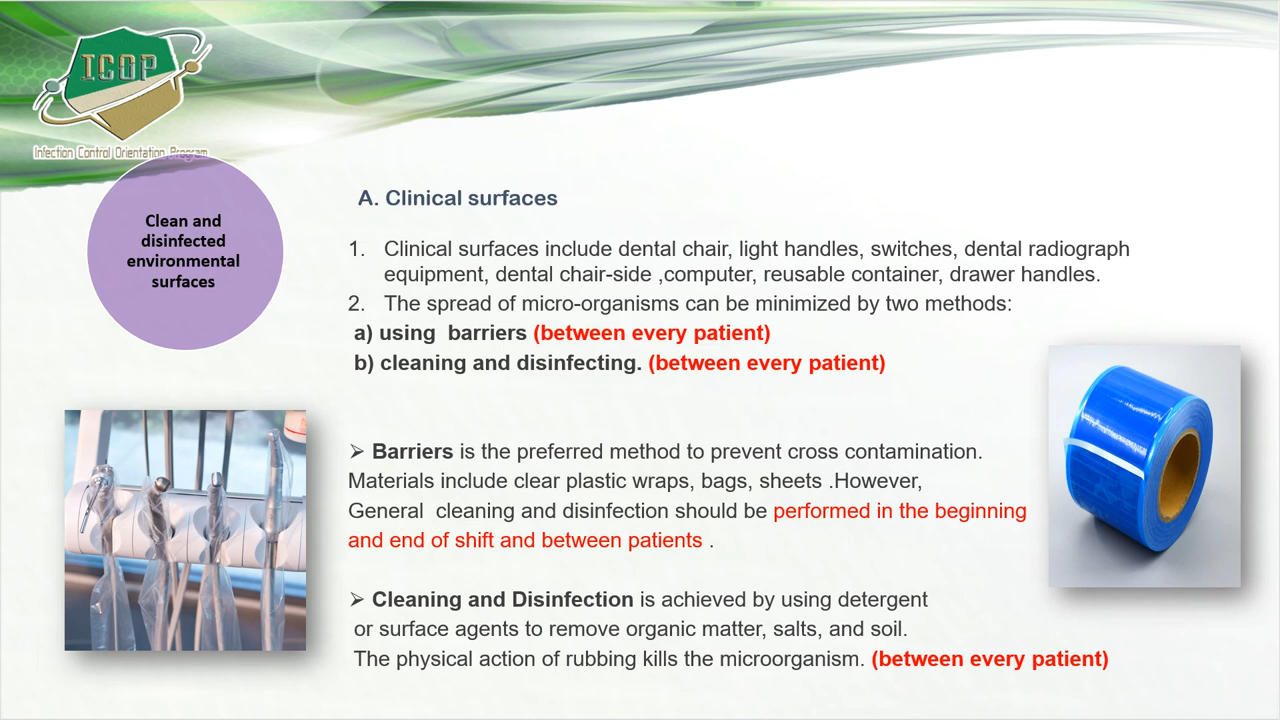 ICOP
Infection Control Orientation Program
Clean and
disinfected
environmental
surfaces
A. Clinical surfaces
1. Clinical surfaces include dental chair, light handles, switches, dental radiograph
equipment, dental chair-side ,computer, reusable container, drawer handles.
2. The spread of micro-organisms can be minimized by two methods:
a) using barriers (between every patient)
b) cleaning and disinfecting. (between every patient)
➢ Barriers is the preferred method to prevent cross contamination.
Materials include clear plastic wraps, bags, sheets .However,
General cleaning and disinfection should be performed in the beginning
and end of shift and between patients .
➢ Cleaning and Disinfection is achieved by using detergent
or surface agents to remove organic matter, salts, and soil.
The physical action of rubbing kills the microorganism. (between every patient)